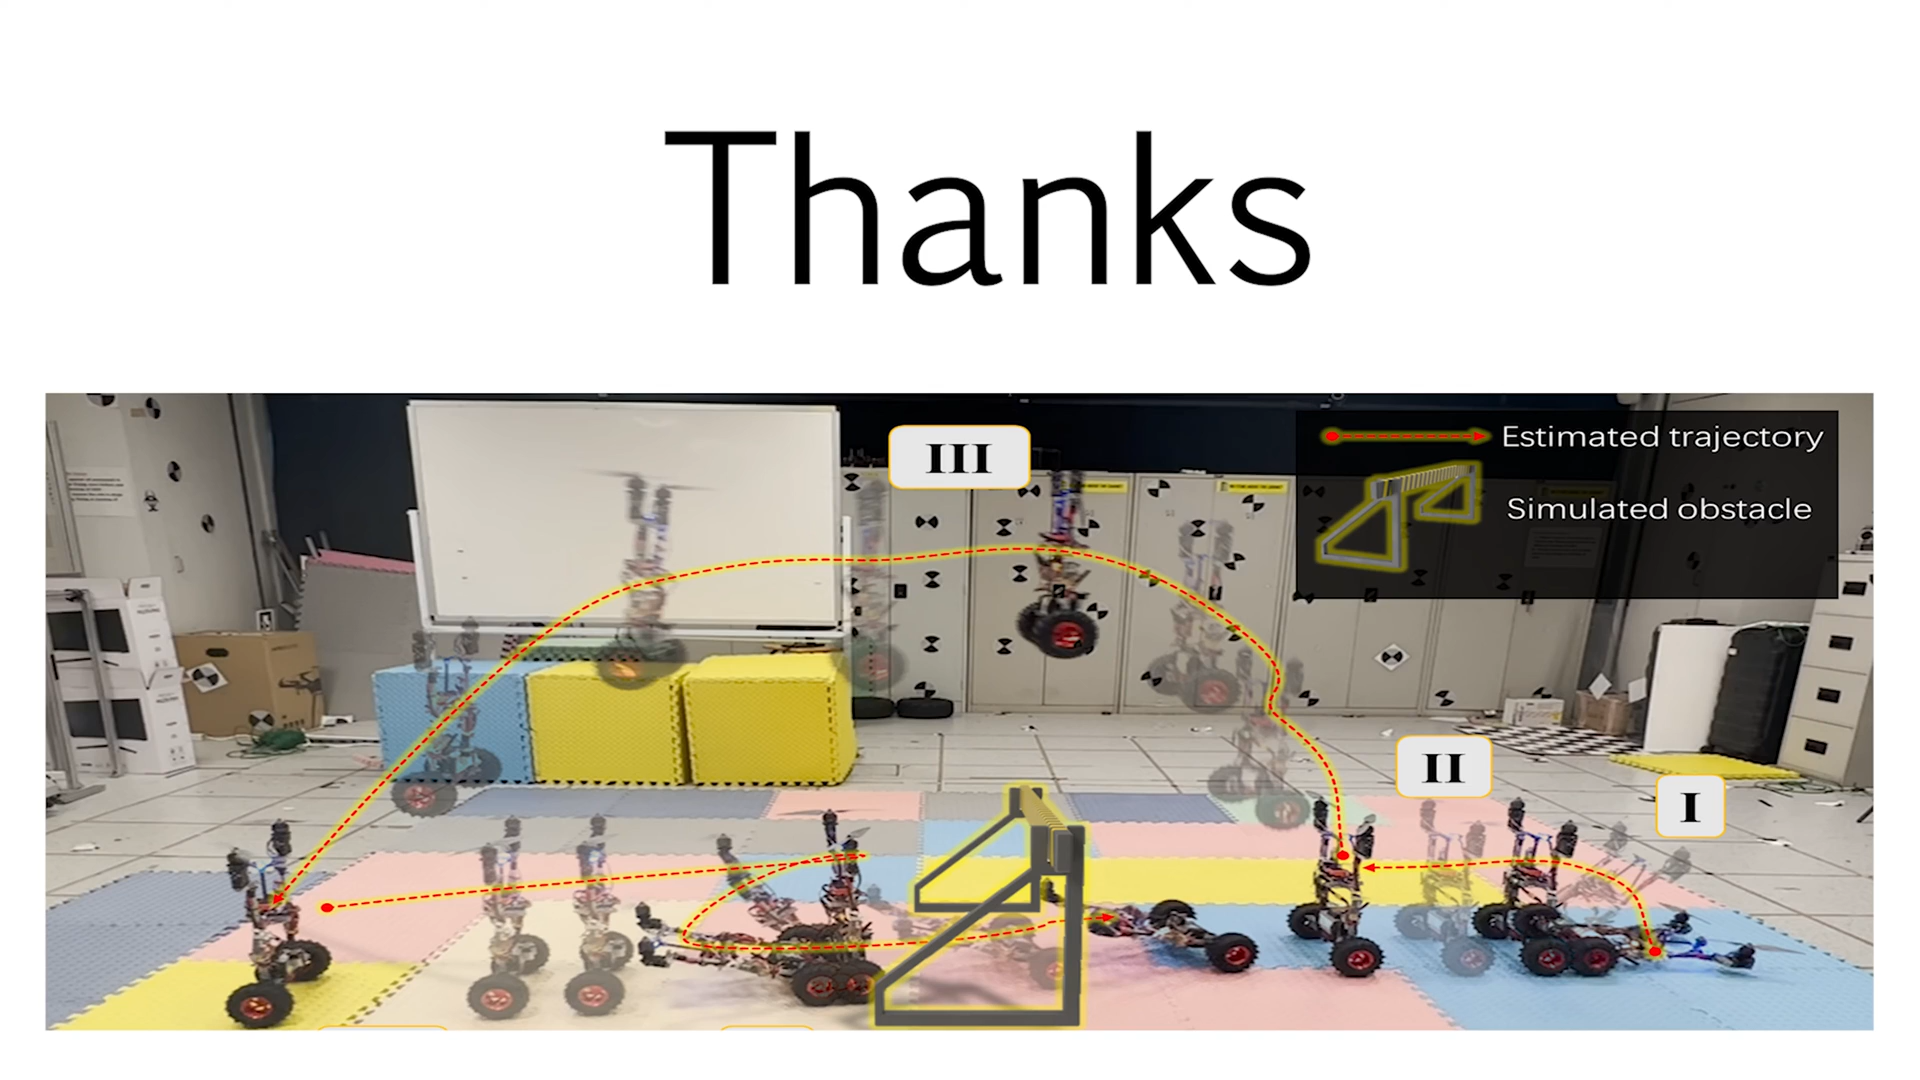 Thanks
III
Estimated trajectory
Simulated obstacle
II
I